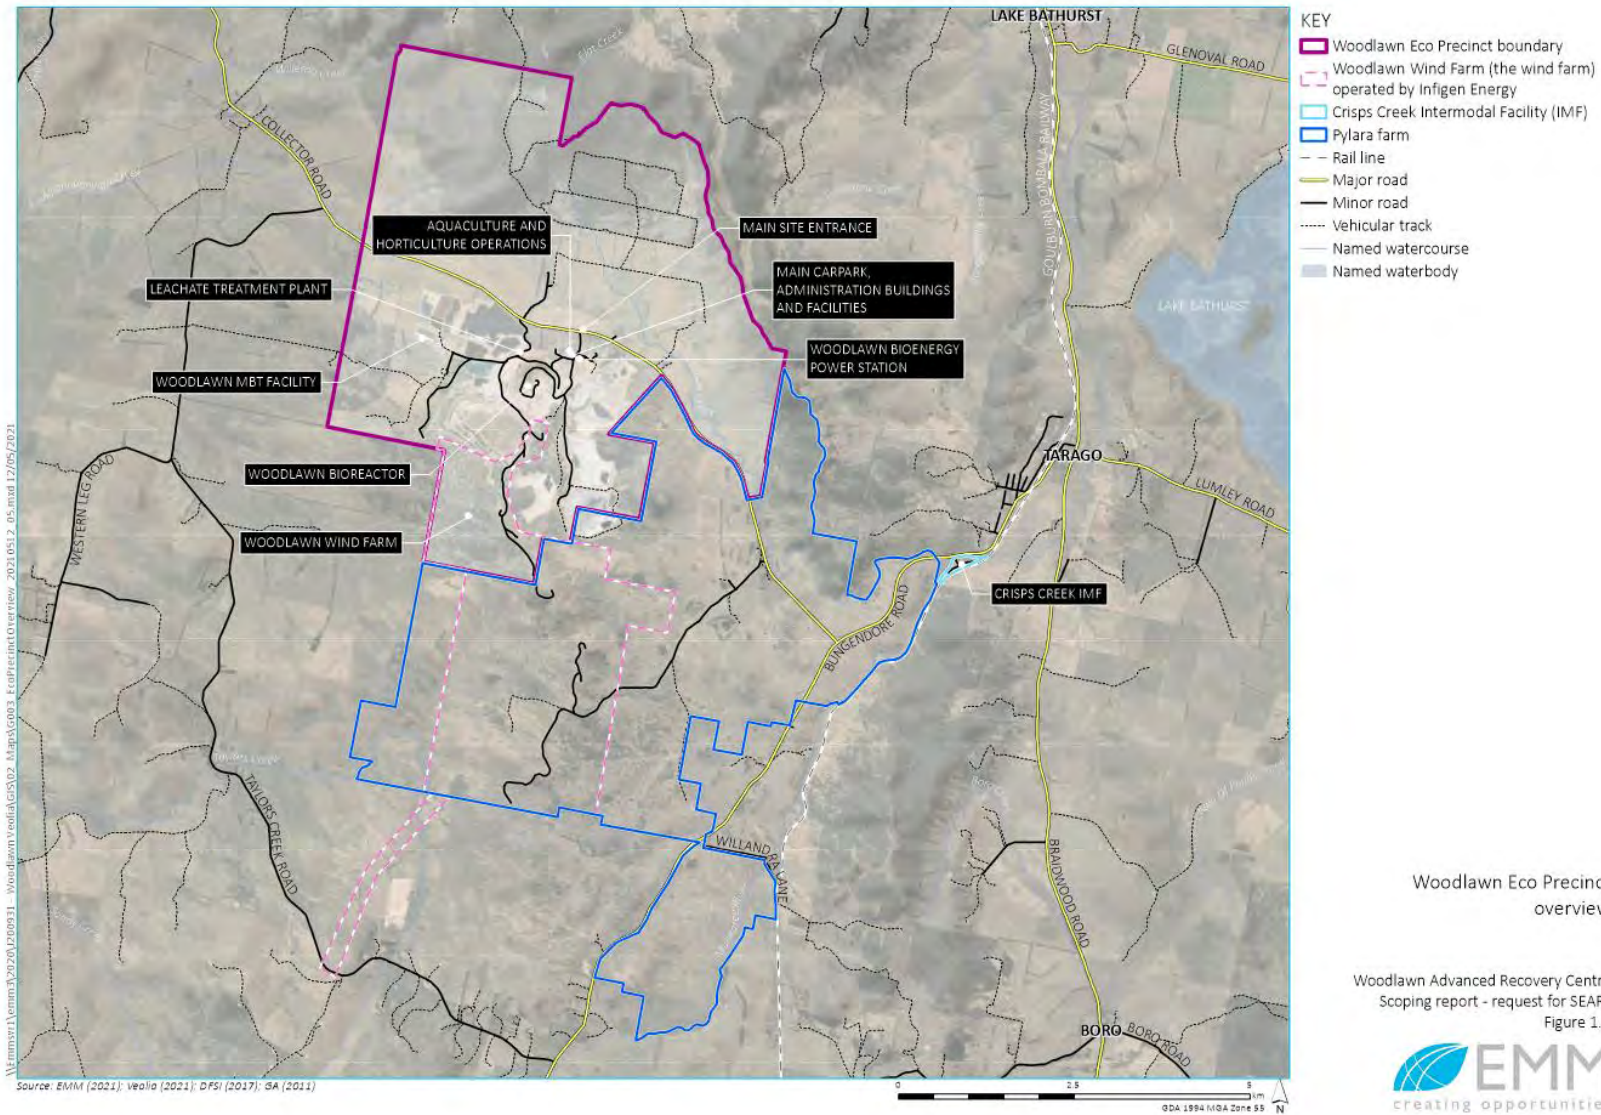 LAKE BATHURST
GLENOVAL ROAD
COLLECTOR ROAD
GOULBURN BOMBALA RAILWAY
AQUACULTURE AND
HORTICULTURE OPERATIONS
MAIN SITE ENTRANCE
LEACHATE TREATMENT PLANT
MAIN CARPARK,
ADMINISTRATION BUILDINGS
AND FACILITIES
LAKE BATHURST
WOODLAWN BIOENERGY
POWER STATION
WOODLAWN MBT FACILITY
WOODLAWN BIOREACTOR
WESTERN LEG ROAD
TARAGO
LUMLEY ROAD
WOODLAWN WIND FARM
CRISPS CREEK IMF
BUNGENDORE ROAD
TAYLORS CREEK ROAD
WILLANDRA LANE
BRAIDWOOD ROAD
BORO
BORO ROAD
KEY
Woodlawn Eco Precinct boundary
Woodlawn Wind Farm (the wind farm)
operated by Infigen Energy
Crisps Creek Intermodal Facility (IMF)
Pylara farm
Rail line
Major road
Minor road
Vehicular track
Named watercourse
Named waterbody
Woodlawn Eco Precinc
overview
Woodlawn Advanced Recovery Centr
Scoping report - request for SEAR
Figure 1.
EMM
creating opportunitie
Source: EMM (2021); Veolia (2021); DFSI (2017); GA (2011)
0 2.5 5
km
GDA 1994 MGA Zone 55
N